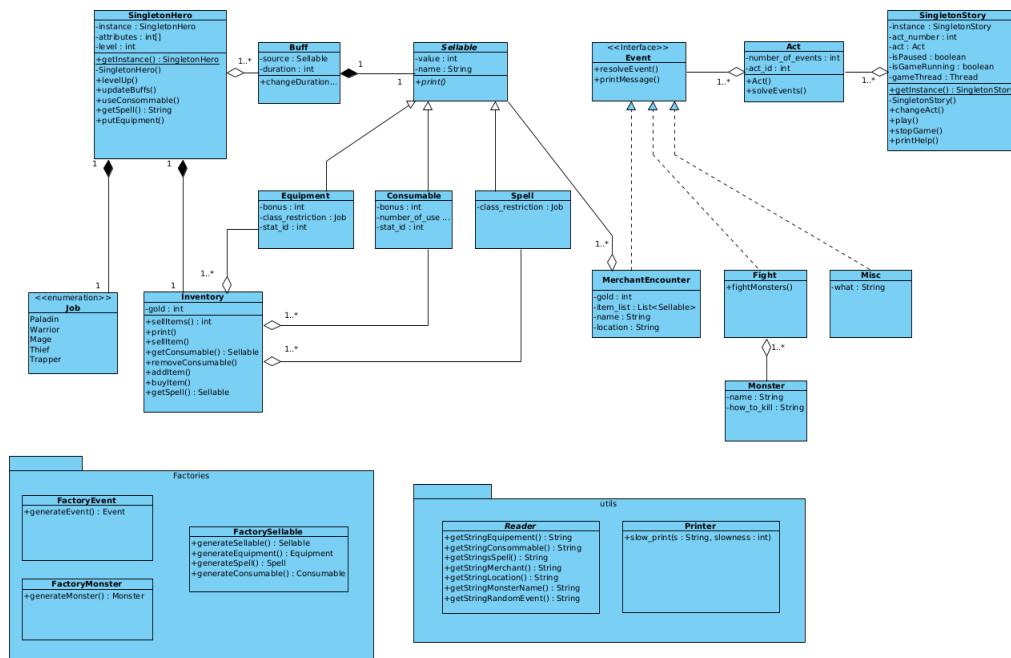 SingletonHero
-instance : SingletonHero
-attributes : int[]
-level : int
+getInstance() : SingletonHero
-SingletonHero()
+levelUp()
+updateBuffs()
+useConsommable()
+getSpell() : String
+putEquipment()
1..*
Buff
-source : Sellable
-duration : int
+changeDuration...
1
1
Sellable
-value : int
-name : String
+print()
<<Interface>>
Event
+resolveEvent()
+printMessage()
1..*
Act
-number_of_events : int
-act_id : int
+Act()
+solveEvents()
1..*
SingletonStory
-instance : SingletonStory
-act_number : int
-act : Act
-isPaused : boolean
-isGameRunning : boolean
-gameThread : Thread
+getInstance() : SingletonStory
-SingletonStory()
+changeAct()
+play()
+stopGame()
+printHelp()
1
1
Equipment
-bonus : int
-class_restriction : Job
-stat_id : int
Consumable
-bonus : int
-number_of_use ...
-stat_id : int
Spell
-class_restriction : Job
1..*
1..*
1
1
<<enumeration>>
Job
Paladin
Warrior
Mage
Thief
Trapper
Inventory
-gold : int
+sellItems() : int
+print()
+sellItem()
+getConsumable() : Sellable
+removeConsumable()
+addItem()
+buyItem()
+getSpell() : Sellable
1..*
1..*
MerchantEncounter
-gold : int
-item_list : List<Sellable>
-name : String
-location : String
Fight
+fightMonsters()
Misc
-what : String
1..*
Monster
-name : String
-how_to_kill : String
Factories
FactoryEvent
+generateEvent() : Event
FactorySellable
+generateSellable() : Sellable
+generateEquipment() : Equipment
+generateSpell() : Spell
+generateConsumable() : Consumable
FactoryMonster
+generateMonster() : Monster
utils
Reader
+getStringEquipement() : String
+getStringConsommable() : String
+getStringsSpell() : String
+getStringMerchant() : String
+getStringLocation() : String
+getStringMonsterName() : String
+getStringRandomEvent() : String
Printer
+slow_print(s : String, slowness : int)